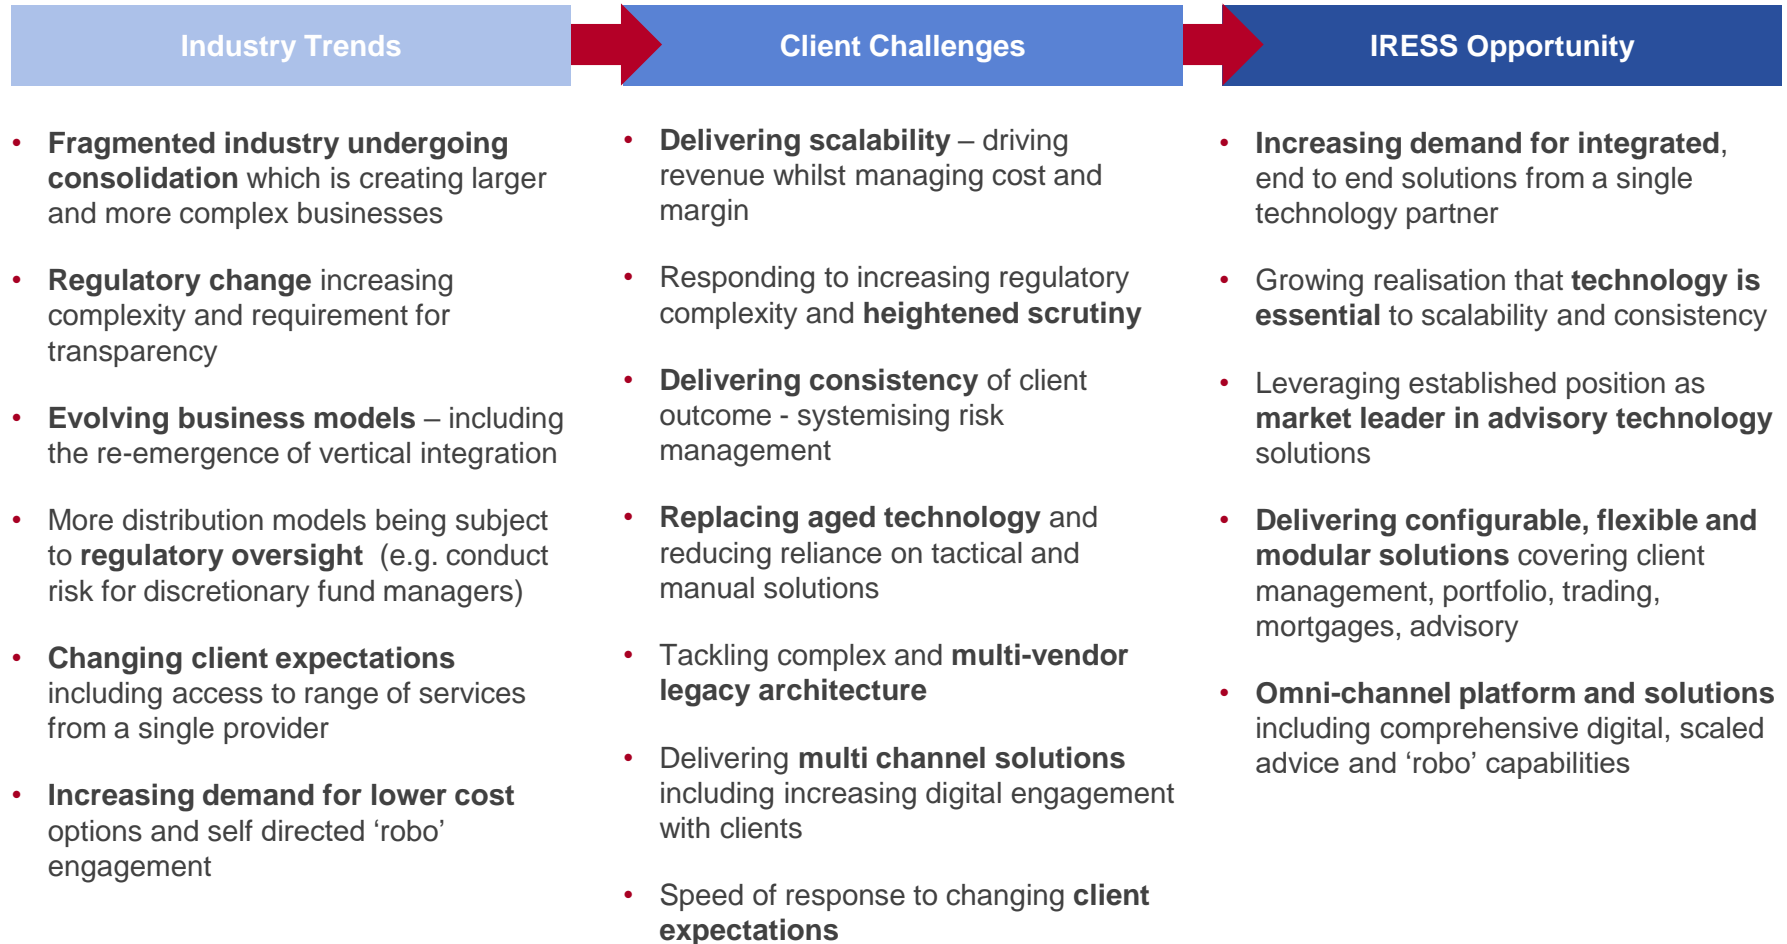 Industry Trends
Client Challenges
IRESS Opportunity
• Fragmented industry undergoing
consolidation which is creating larger
and more complex businesses
• Regulatory change increasing
complexity and requirement for
transparency
• Evolving business models – including
the re-emergence of vertical integration
• More distribution models being subject
to regulatory oversight (e.g. conduct
risk for discretionary fund managers)
• Changing client expectations
including access to range of services
from a single provider
• Increasing demand for lower cost
options and self directed ‘robo’
engagement
• Delivering scalability – driving
revenue whilst managing cost and
margin
• Responding to increasing regulatory
complexity and heightened scrutiny
• Delivering consistency of client
outcome - systemising risk
management
• Replacing aged technology and
reducing reliance on tactical and
manual solutions
• Tackling complex and multi-vendor
legacy architecture
• Delivering multi channel solutions
including increasing digital engagement
with clients
• Speed of response to changing client
expectations
• Increasing demand for integrated,
end to end solutions from a single
technology partner
• Growing realisation that technology is
essential to scalability and consistency
• Leveraging established position as
market leader in advisory technology
solutions
• Delivering configurable, flexible and
modular solutions covering client
management, portfolio, trading,
mortgages, advisory
• Omni-channel platform and solutions
including comprehensive digital, scaled
advice and ‘robo’ capabilities